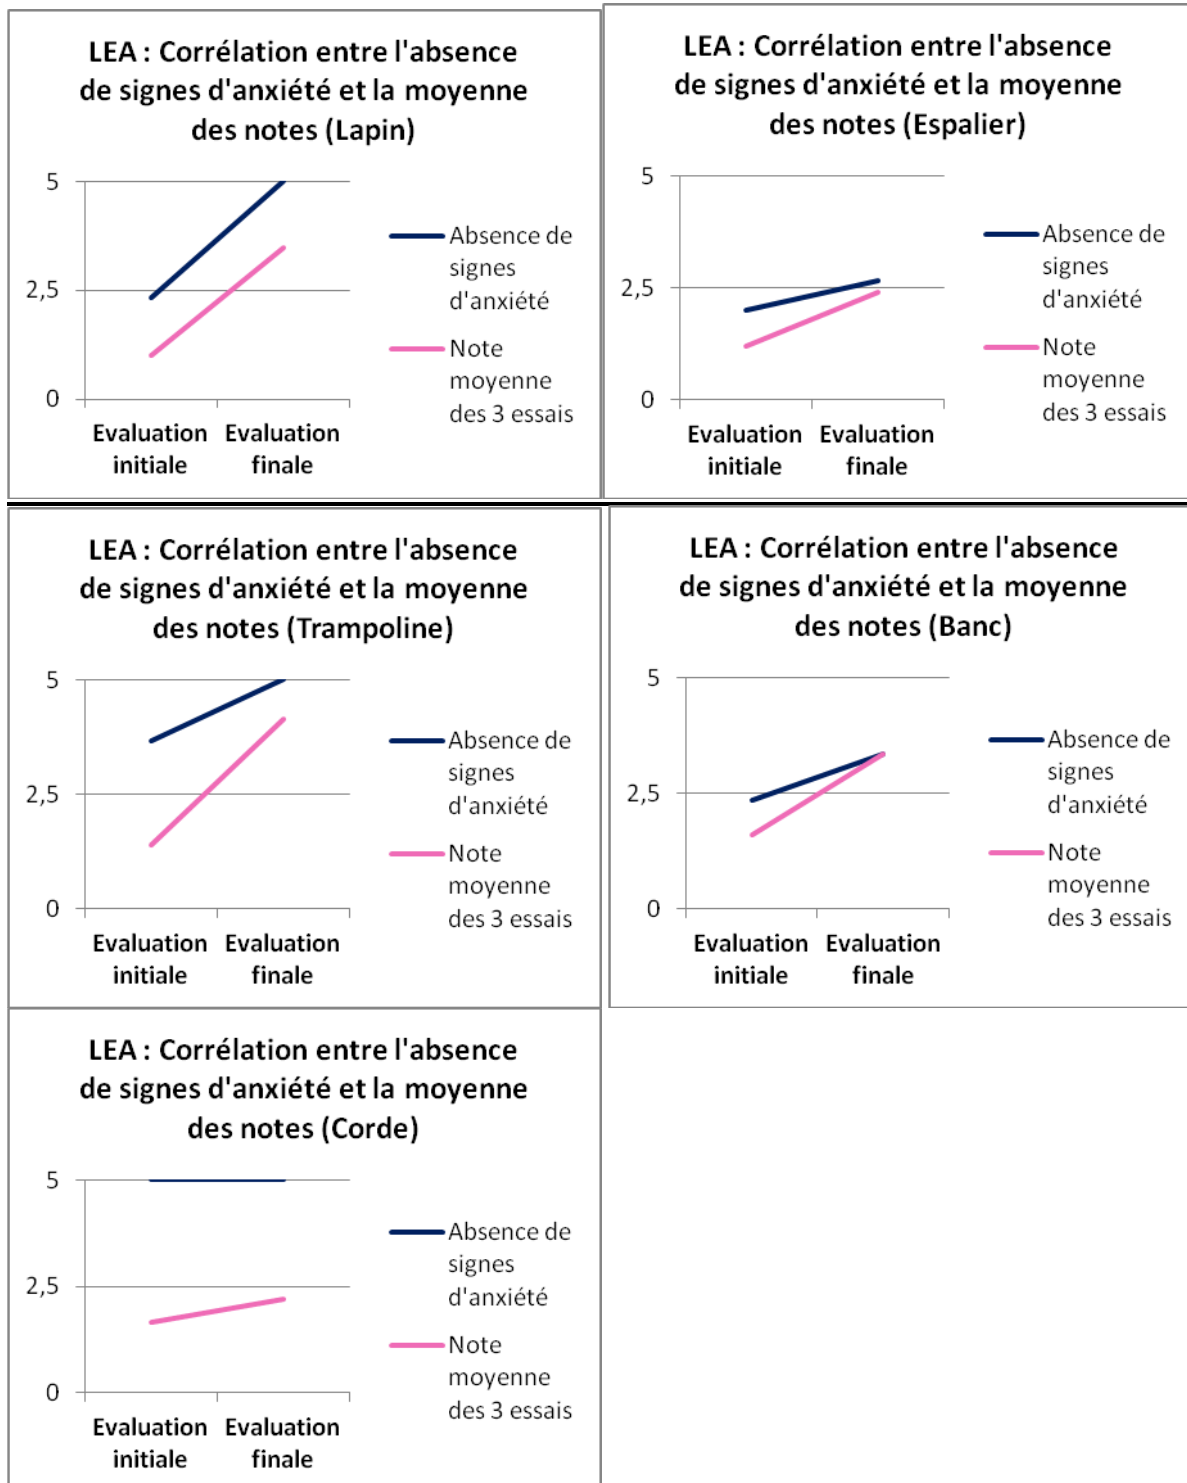 LEA : Corrélation entre l'absence
de signes d'anxiété et la moyenne
des notes (Lapin)
5
2,5
0
Evaluation
initiale
Evaluation
finale
Absence de
signes
d'anxiété
Note
moyenne
des 3 essais
LEA : Corrélation entre l'absence
de signes d'anxiété et la moyenne
des notes (Espalier)
5
2,5
0
Evaluation
initiale
Evaluation
finale
Absence de
signes
d'anxiété
Note
moyenne
des 3 essais
LEA : Corrélation entre l'absence
de signes d'anxiété et la moyenne
des notes (Trampoline)
5
2,5
0
Evaluation
initiale
Evaluation
finale
Absence de
signes
d'anxiété
Note
moyenne
des 3 essais
LEA : Corrélation entre l'absence
de signes d'anxiété et la moyenne
des notes (Banc)
5
2,5
0
Evaluation
initiale
Evaluation
finale
Absence de
signes
d'anxiété
Note
moyenne
des 3 essais
LEA : Corrélation entre l'absence
de signes d'anxiété et la moyenne
des notes (Corde)
5
2,5
0
Evaluation
initiale
Evaluation
finale
Absence de
signes
d'anxiété
Note
moyenne
des 3 essais